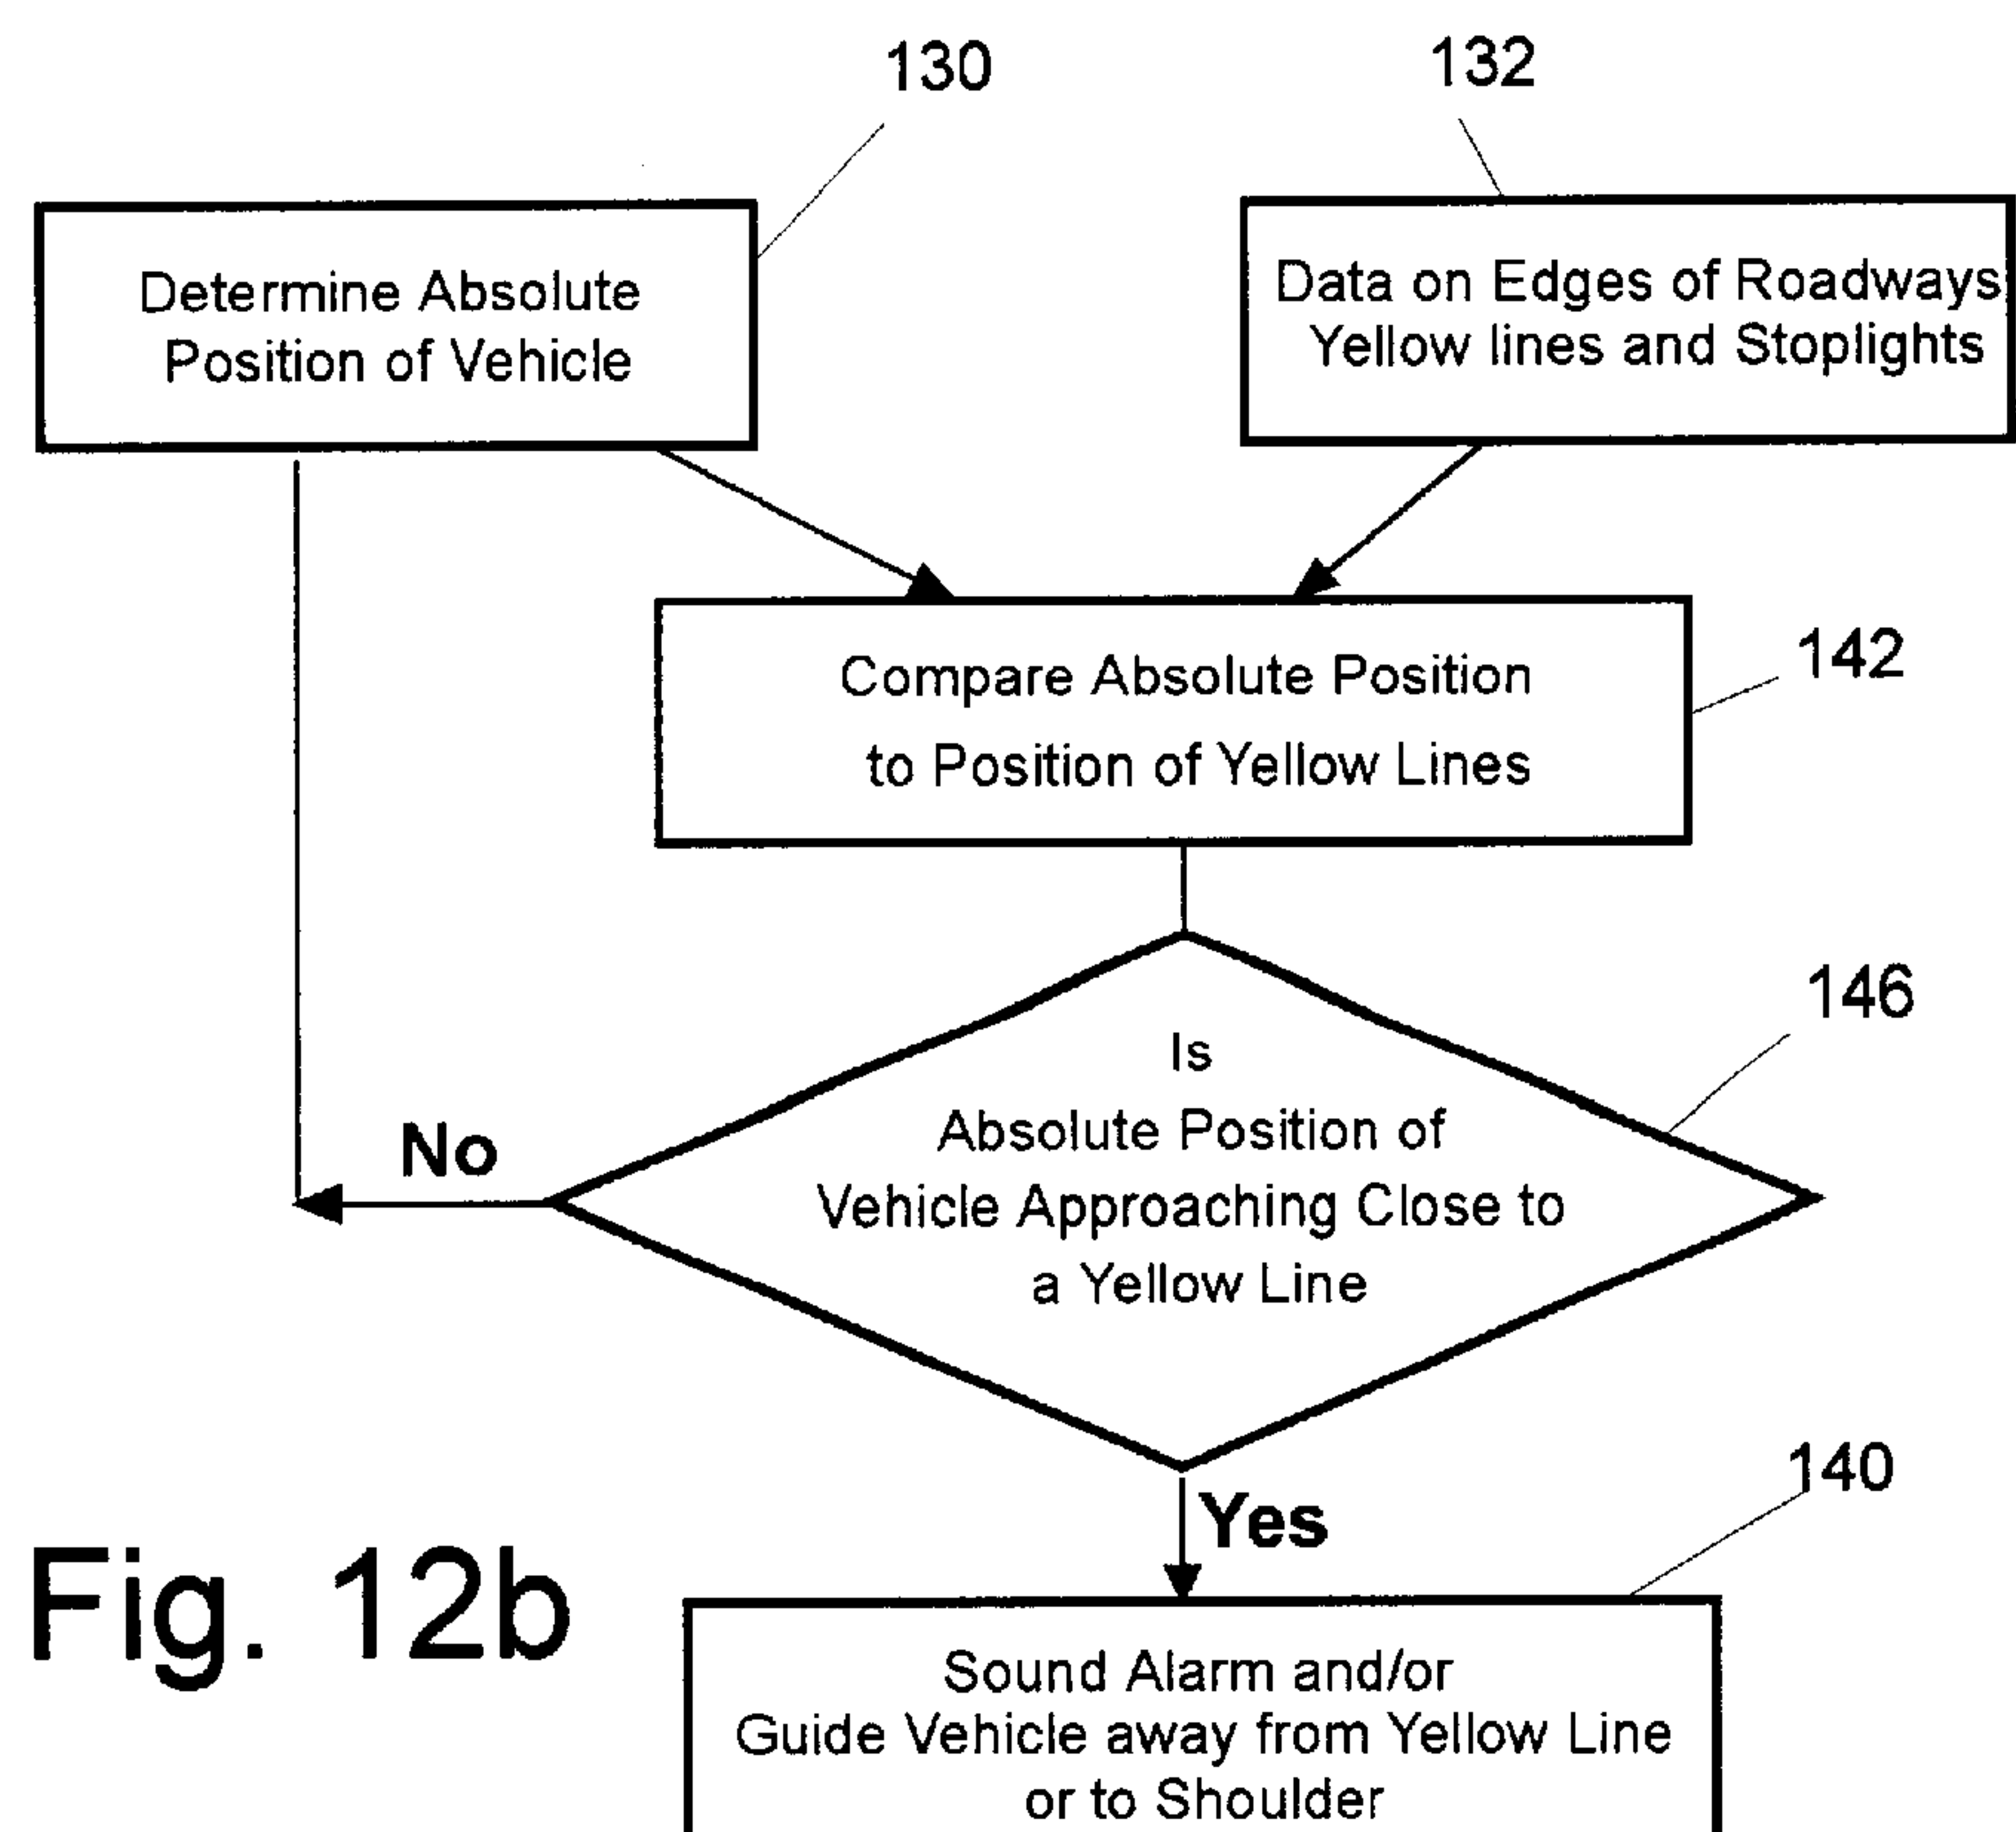 130
132
Determine Absolute
Position of Vehicle
Data on Edges of Roadways
Yellow lines and Stoplights
Compare Absolute Position
to Position of Yellow Lines
142
146
Is
Absolute Position of
Vehicle Approaching Close to
a Yellow Line
No
Yes
140
Sound Alarm and/or
Guide Vehicle away from Yellow Line
or to Shoulder
Fig. 12b